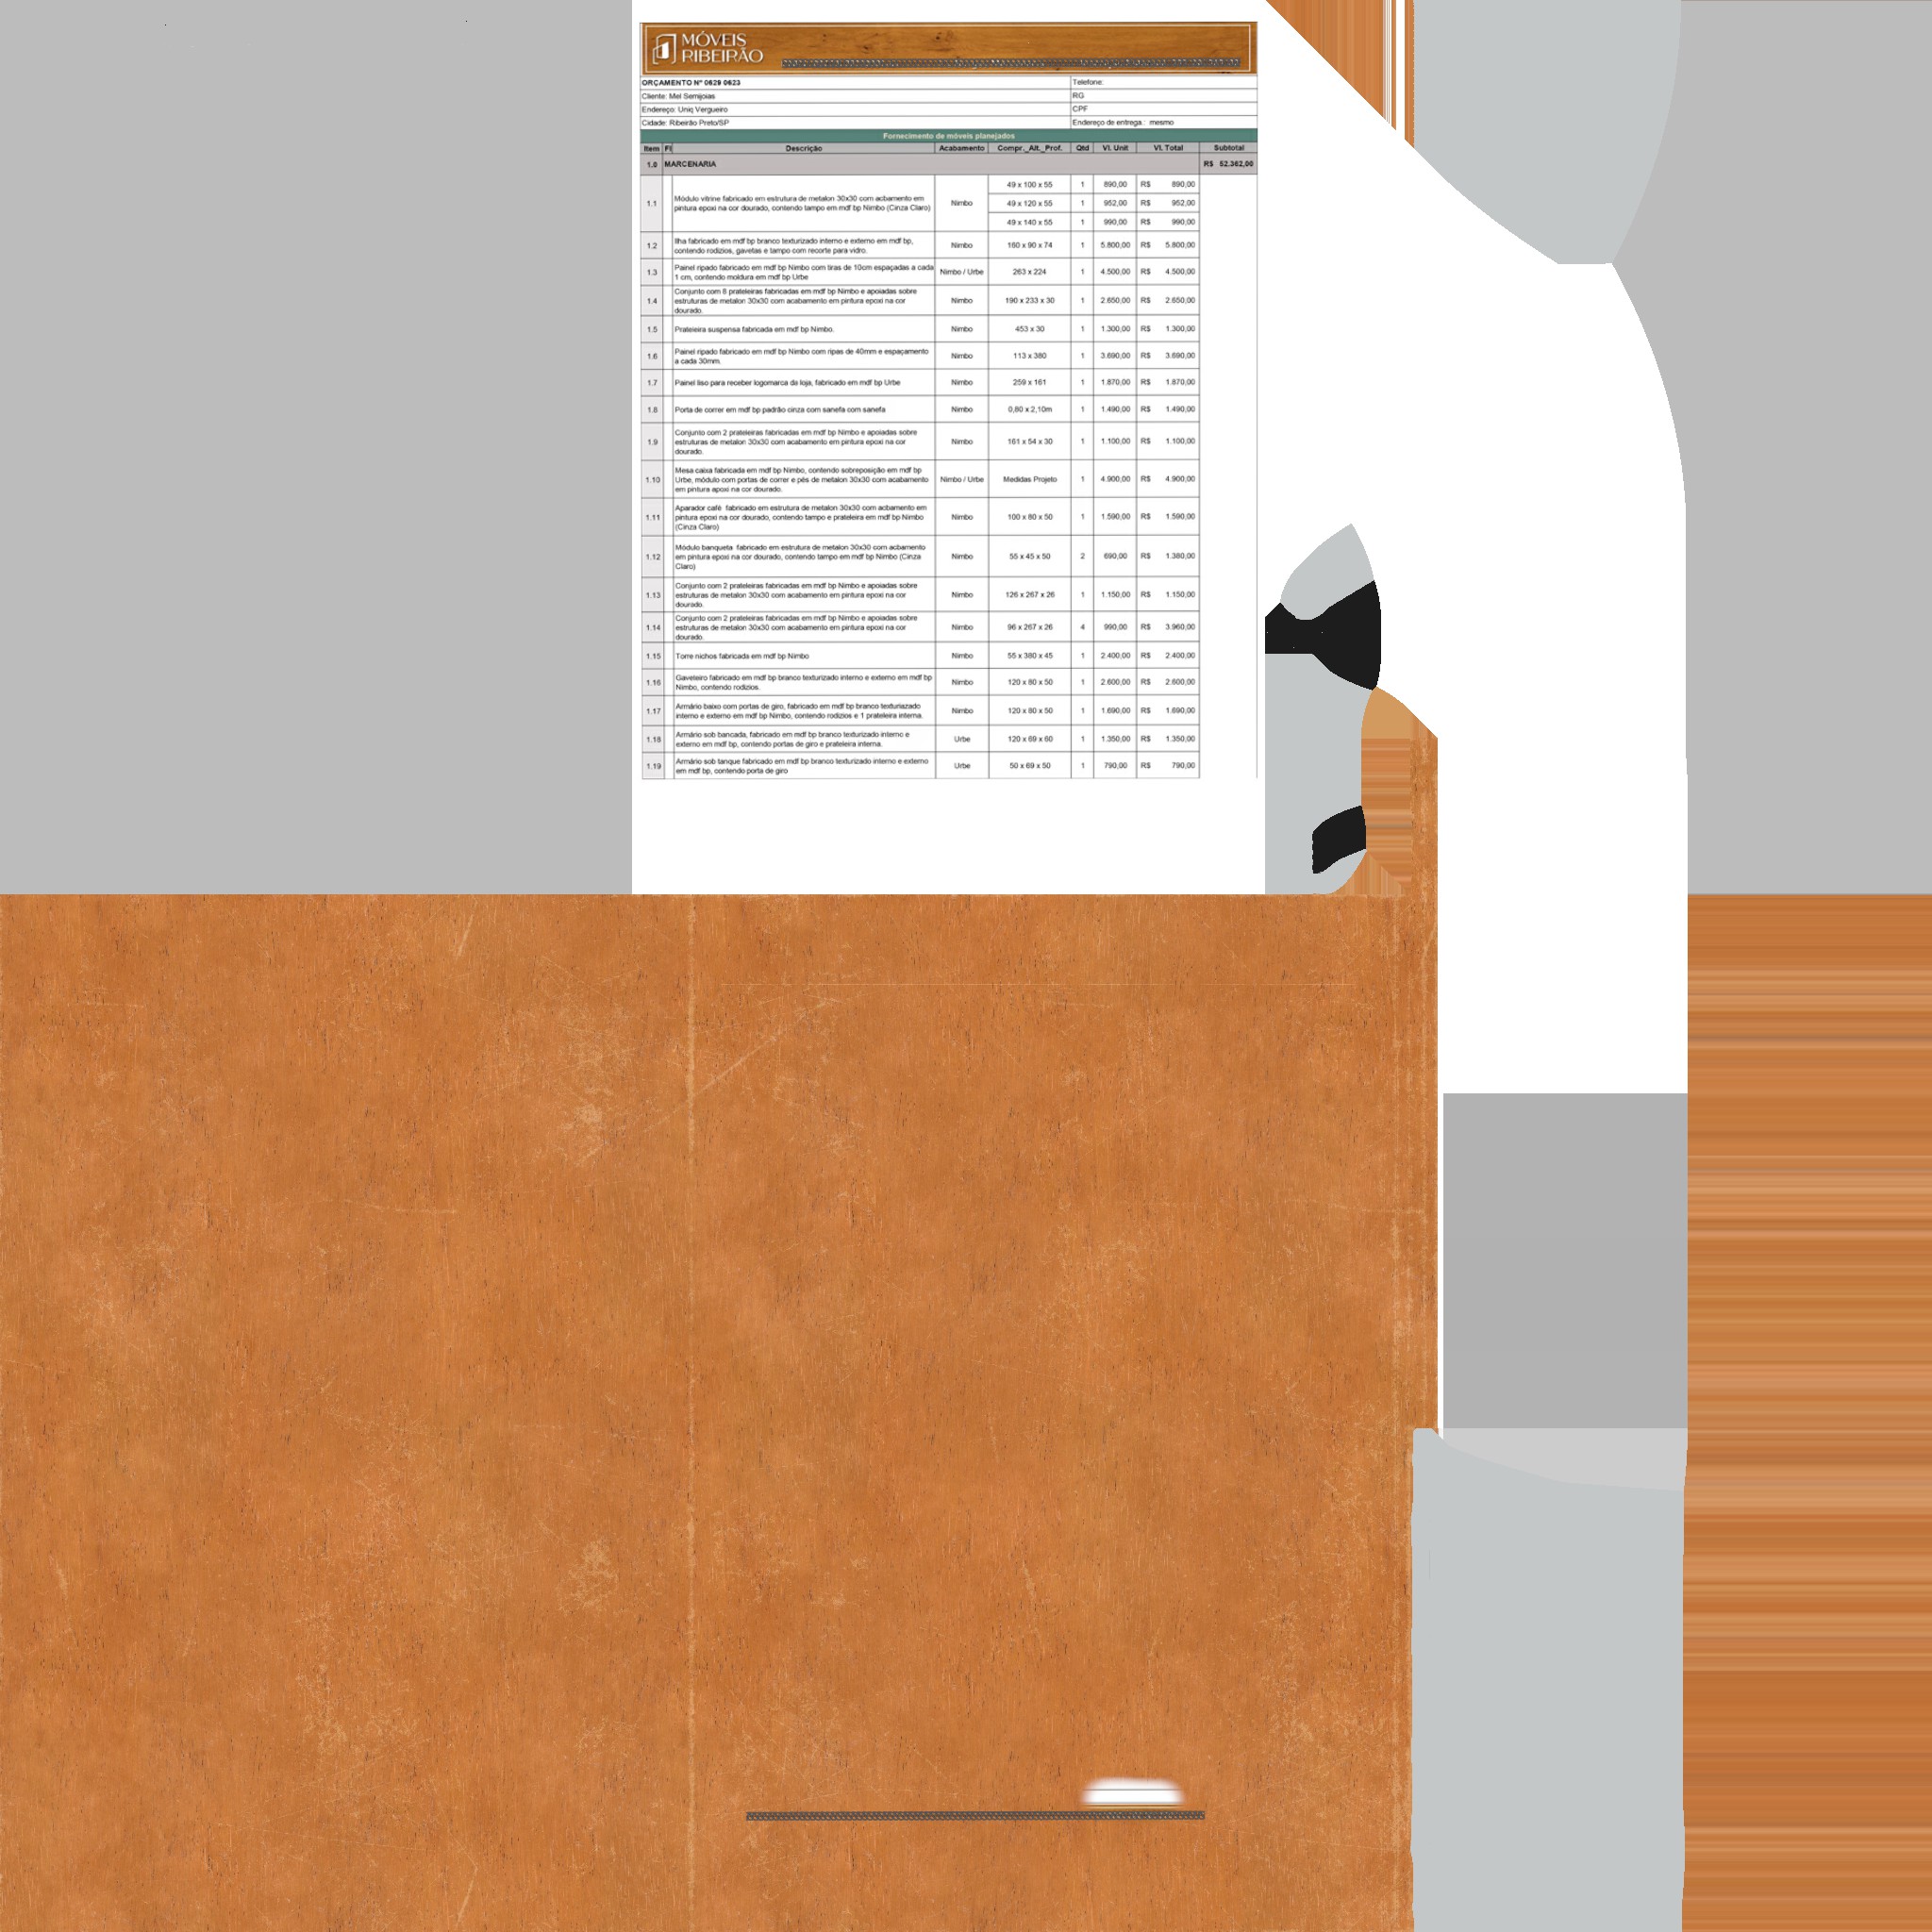 MÓVEIS
RIBEIRÃO
ORÇAMENTO Nº 0629 0623 Telefone:
Cliente: Mel Semijoias RG
Endereço: Uniq Vergueiro CPF
Cidade: Ribeirão Preto/SP Endereço de entrega.: mesmo
Fornecimento de móveis planejados
Item Fl Descrição Acabamento Compr._Alt._Prof. Qtd Vl. Unit Vl. Total Subtotal
1.0 MARCENARIA R$ 52.362,00
49 x 100 x 55 1 890,00 R$ 890,00
1.1 Módulo vitrine fabricado em estrutura de metalon 30x30 com acbamento em
pintura epoxi na cor dourado, contendo tampo em mdf bp Nimbo (Cinza Claro) Nimbo 49 x 120 x 55 1 952,00 R$ 952,00
49 x 140 x 55 1 990,00 R$ 990,00
1.2 Ilha fabricado em mdf bp branco texturizado interno e externo em mdf bp,
contendo rodizios, gavetas e tampo com recorte para vidro. Nimbo 160 x 90 x 74 1 5.800,00 R$ 5.800,00
1.3 Painel ripado fabricado em mdf bp Nimbo com tiras de 10cm espaçadas a cada
1 cm, contendo moldura em mdf bp Urbe Nimbo / Urbe 263 x 224 1 4.500,00 R$ 4.500,00
1.4 Conjunto com 6 prateleiras fabricadas em mdf bp Nimbo e apoiadas sobre
estruturas de metalon 30x30 com acabamento em pintura epoxi na cor
dourado. Nimbo 190 x 233 x 30 1 2.650,00 R$ 2.650,00
1.5 Prateleira suspensa fabricada em mdf bp Nimbo. Nimbo 453 x 30 1 1.300,00 R$ 1.300,00
1.6 Painel ripado fabricado em mdf bp Nimbo com ripas de 40mm e espaçamento
a cada 30mm. Nimbo 113 x 380 1 3.690,00 R$ 3.690,00
1.7 Painel liso para receber logomarca da loja, fabricado em mdf bp Urbe Nimbo 259 x 161 1 1.870,00 R$ 1.870,00
1.8 Porta de correr em mdf bp padrão cinza com sanefa com sanefa Nimbo 0,80 x 2,10m 1 1.490,00 R$ 1.490,00
1.9 Conjunto com 2 prateleiras fabricadas em mdf bp Nimbo e apoiadas sobre
estruturas de metalon 30x30 com acabamento em pintura epoxi na cor
dourado. Nimbo 161 x 54 x 30 1 1.100,00 R$ 1.100,00
1.10 Mesa caixa fabricada em mdf bp Nimbo, contendo sobreposição em mdf bp
Urbe, módulo com portas de correr e pés de metalon 30x30 com acabamento
em pintura apoxi na cor dourado. Nimbo / Urbe Medidas Projeto 1 4.900,00 R$ 4.900,00
1.11 Aparador café fabricado em estrutura de metalon 30x30 com acbamento em
pintura epoxi na cor dourado, contendo tampo e prateleira em mdf bp Nimbo
(Cinza Claro) Nimbo 100 x 80 x 50 1 1.590,00 R$ 1.590,00
1.12 Módulo banqueta fabricado em estrutura de metalon 30x30 com acbamento
em pintura epoxi na cor dourado, contendo tampo em mdf bp Nimbo (Cinza
Claro) Nimbo 55 x 45 x 50 2 690,00 R$ 1.380,00
1.13 Conjunto com 2 prateleiras fabricadas em mdf bp Nimbo e apoiadas sobre
estruturas de metalon 30x30 com acabamento em pintura epoxi na cor
dourado. Nimbo 126 x 267 x 26 1 1.150,00 R$ 1.150,00
1.14 Conjunto com 2 prateleiras fabricadas em mdf bp Nimbo e apoiadas sobre
estruturas de metalon 30x30 com acabamento em pintura epoxi na cor
dourado. Nimbo 96 x 267 x 26 4 990,00 R$ 3.960,00
1.15 Torre nichos fabricada em mdf bp Nimbo Nimbo 55 x 380 x 45 1 2.400,00 R$ 2.400,00
1.16 Gaveteiro fabricado em mdf bp branco texturizado interno e externo em mdf bp
Nimbo, contendo rodizios. Nimbo 120 x 80 x 50 1 2.600,00 R$ 2.600,00
1.17 Armário baixo com portas de giro, fabricado em mdf bp branco texturiazado
interno e externo em mdf bp Nimbo, contendo rodizios e 1 prateleira interna. Nimbo 120 x 80 x 50 1 1.690,00 R$ 1.690,00
1.18 Armário sob bancada, fabricado em mdf bp branco texturizado interno e
externo em mdf bp, contendo portas de giro e prateleira interna. Urbe 120 x 69 x 60 1 1.350,00 R$ 1.350,00
1.19 Armário sob tanque fabricado em mdf bp branco texturizado interno e externo
em mdf bp, contendo porta de giro Urbe 50 x 69 x 50 1 790,00 R$ 790,00